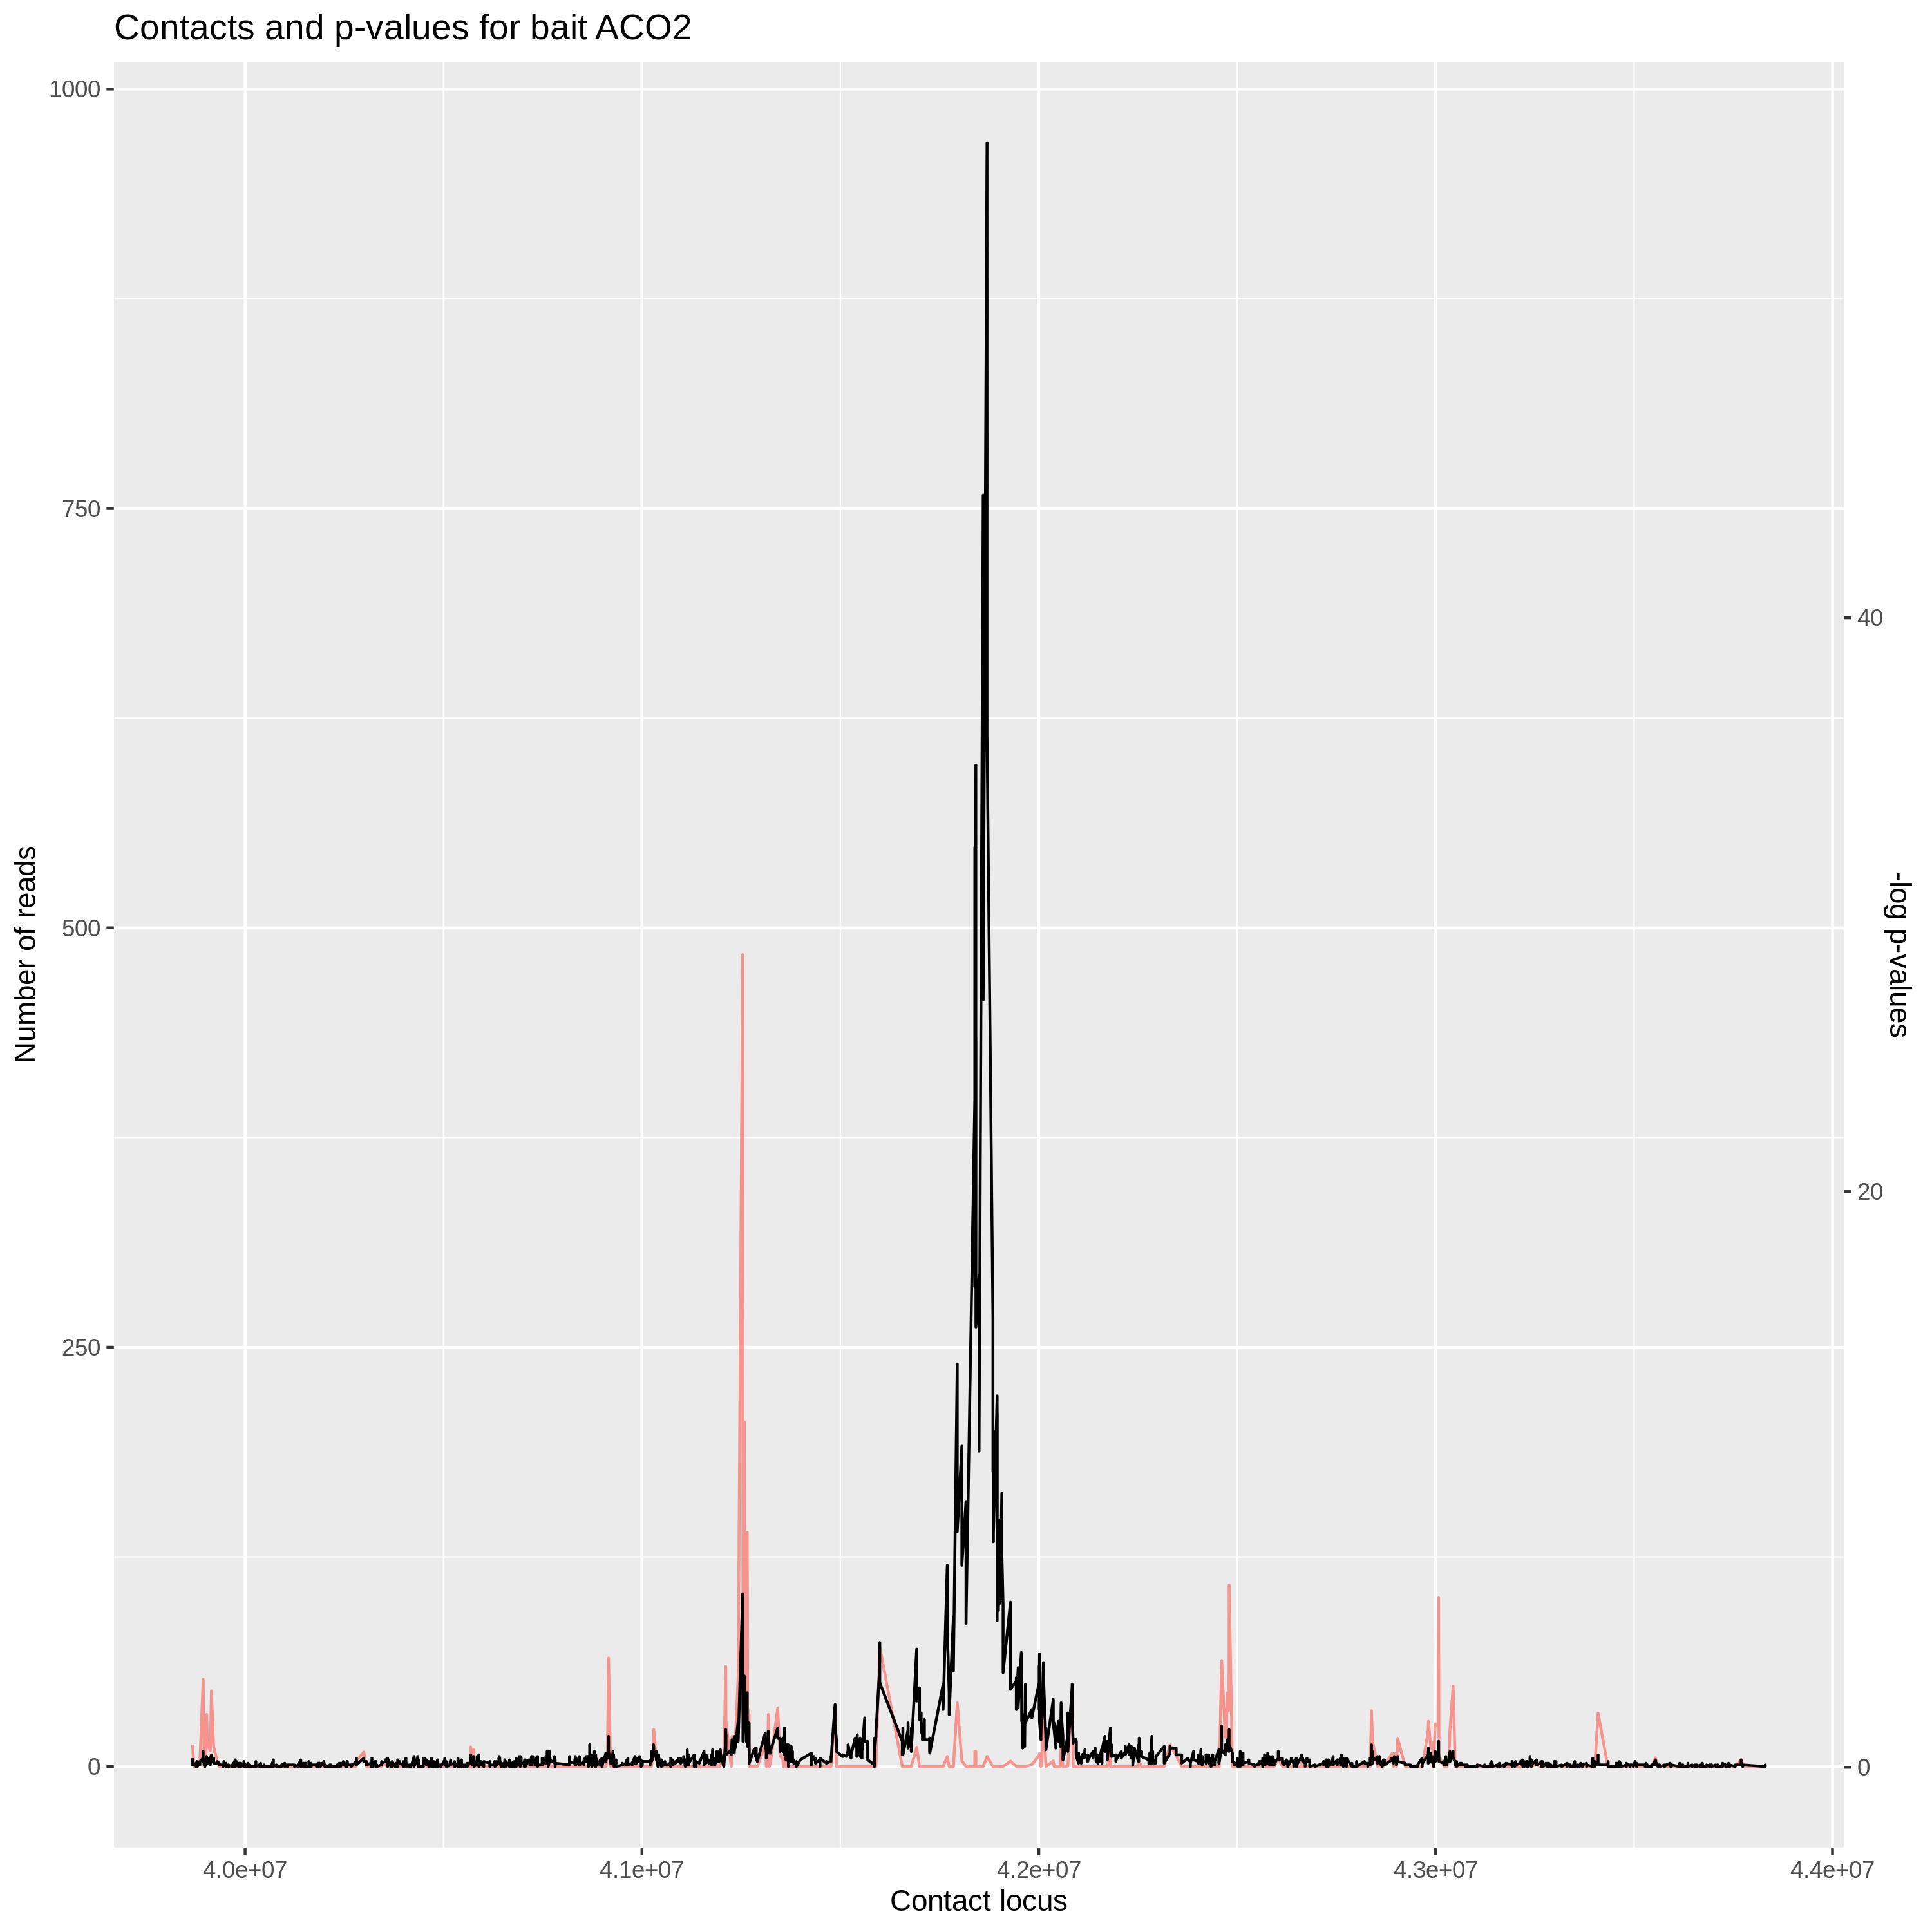 Contacts and p-values for bait ACO2
1000
750
500
250
0
Number of reads
40
20
0
-log p-values
4.0e+07
4.1e+07
4.2e+07
4.3e+07
4.4e+07
Contact locus